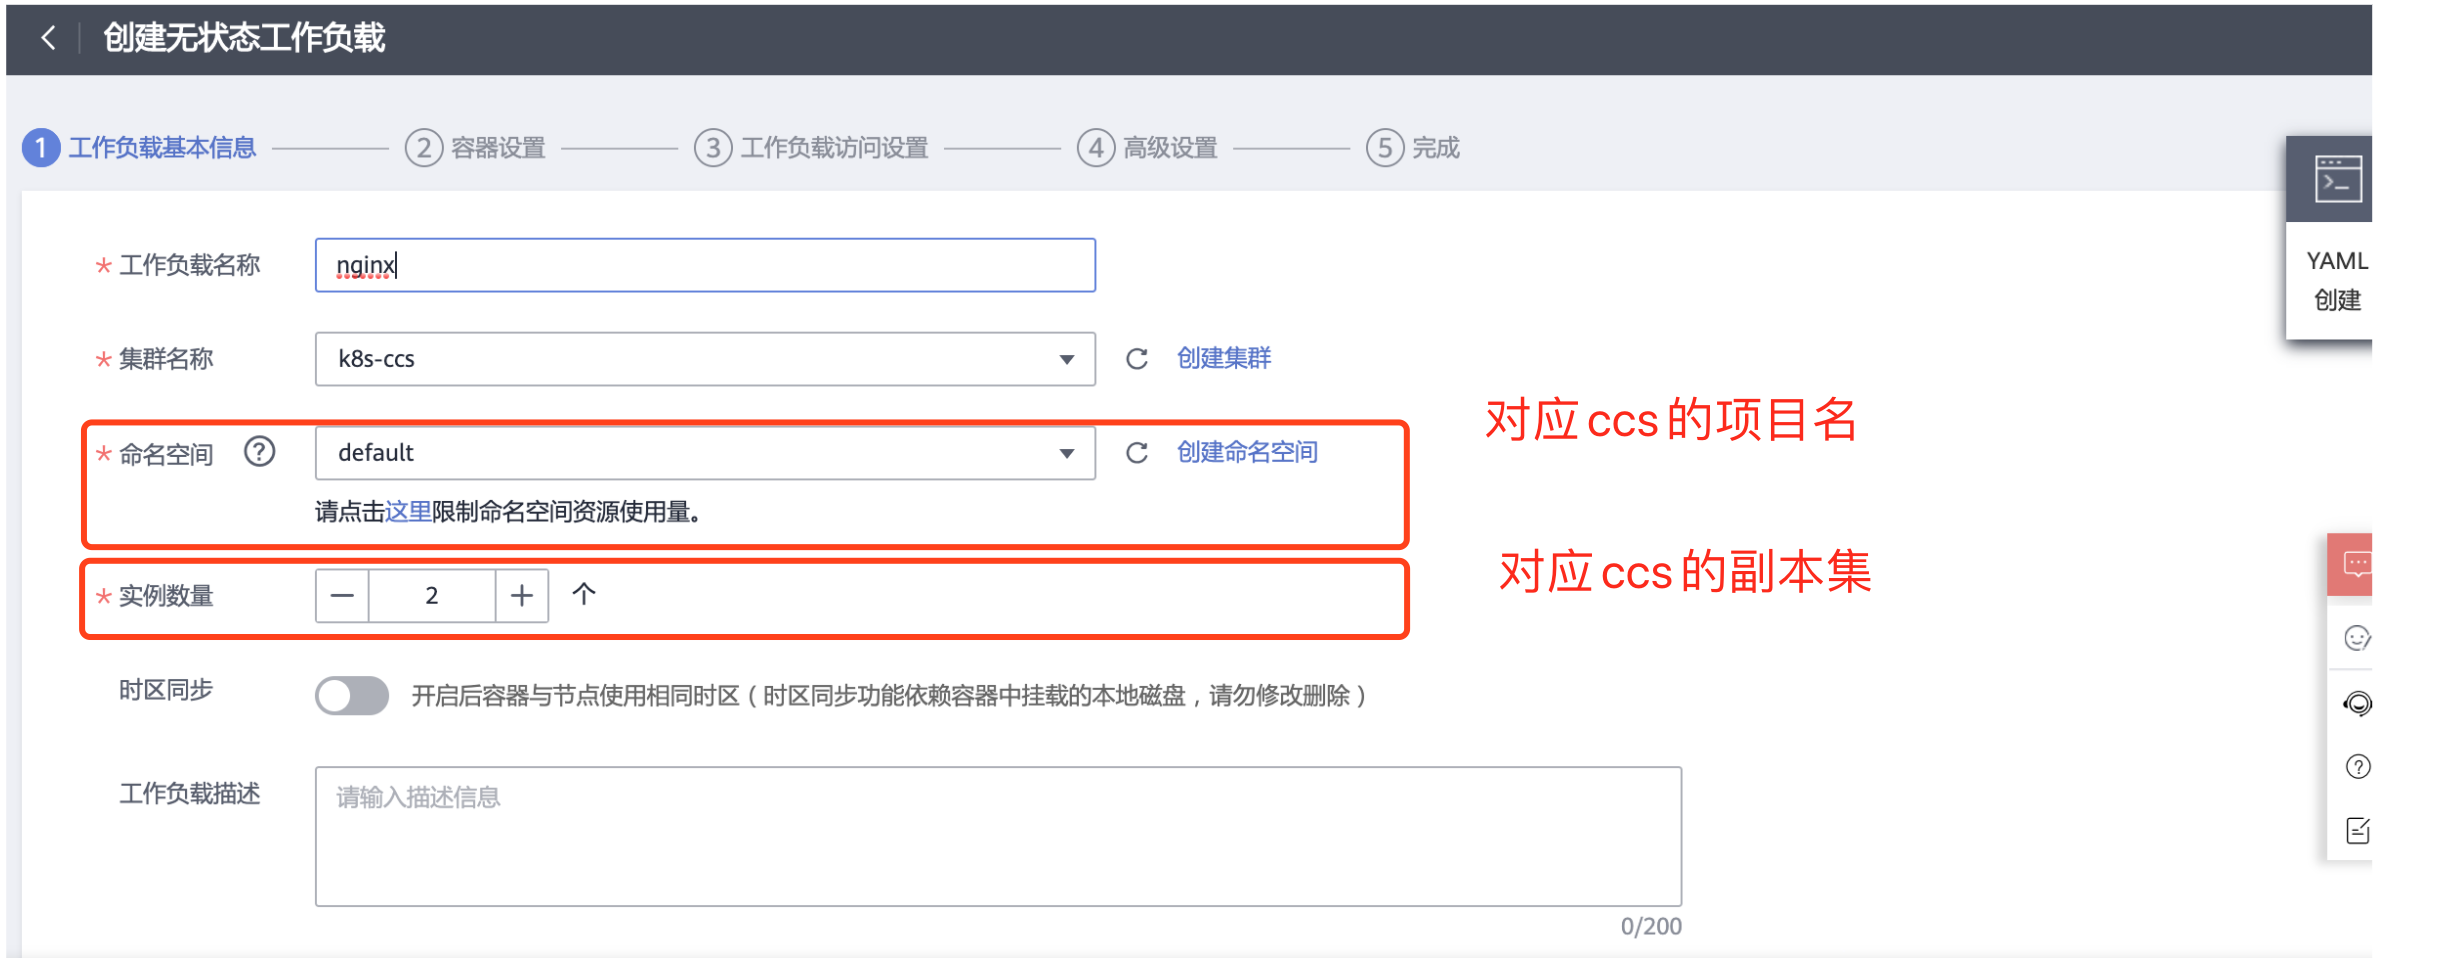 创建无状态工作负载
1 工作负载基本信息 2 容器设置 3 工作负载访问设置 4 高级设置 5 完成
* 工作负载名称 nginx
YAML
创建
* 集群名称 k8s-ccs 创建集群
对应ccs的项目名
* 命名空间 ? default 创建命名空间
请点击这里限制命名空间资源使用量。
对应ccs的副本集
* 实例数量 — 2 + 个
时区同步 开启后容器与节点使用相同时区（时区同步功能依赖容器中挂载的本地磁盘，请勿修改删除）
工作负载描述 请输入描述信息
0/200